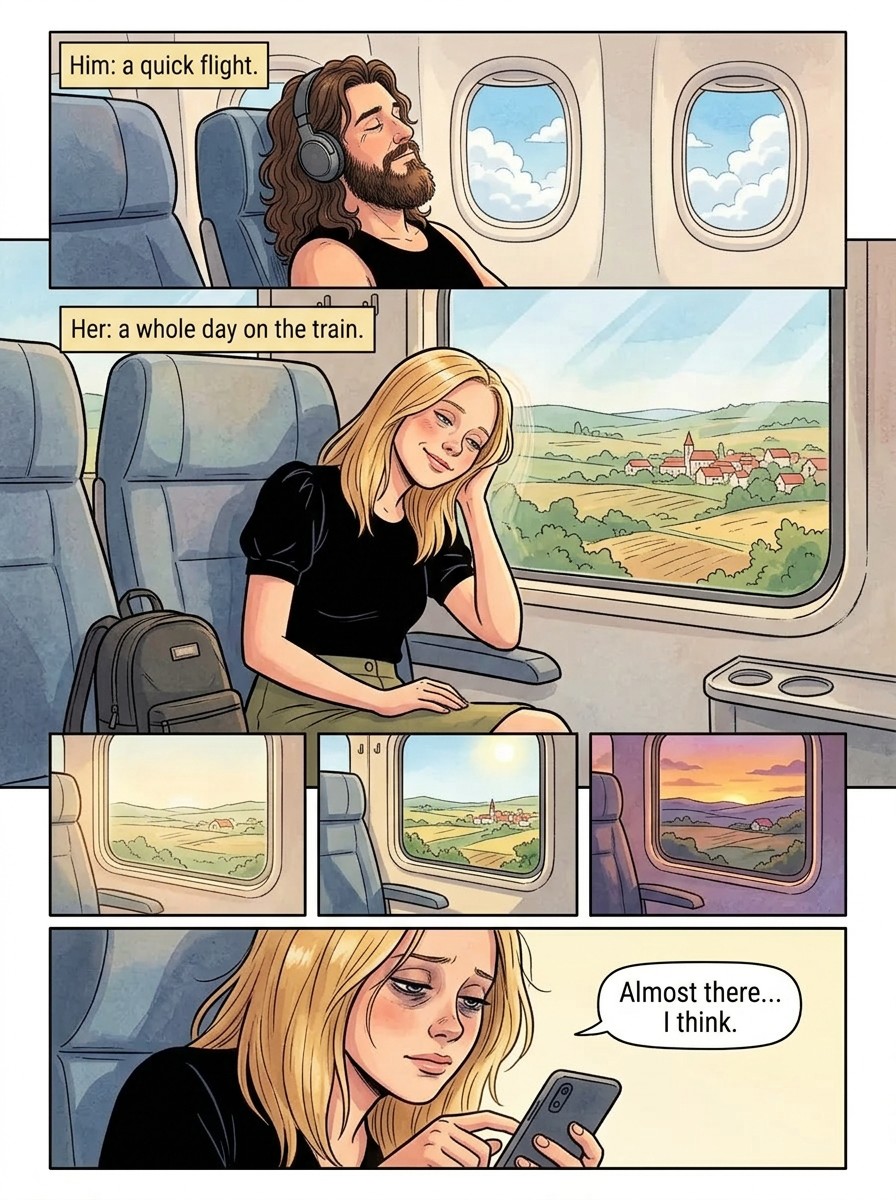 Him: a quick flight.
Her: a whole day on the train.
Almost there...
I think.